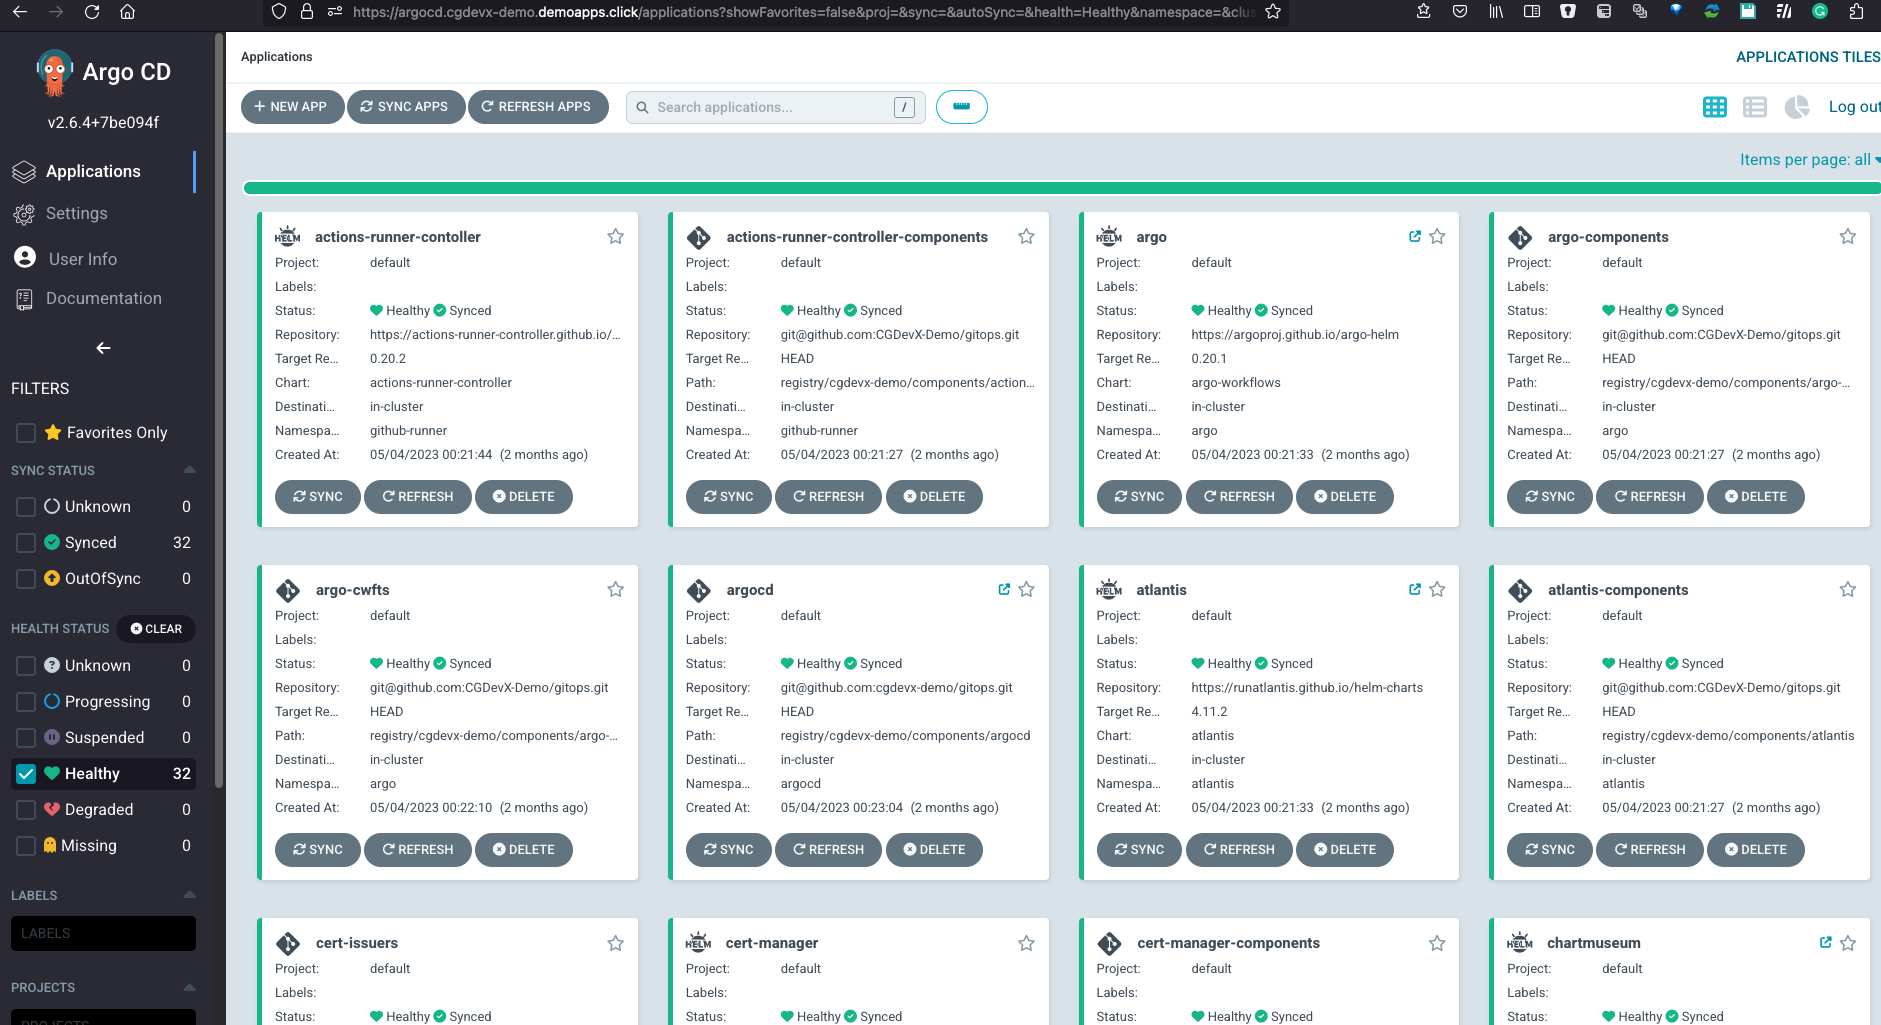 https://argocd.cgdevx-demo.demoapps.click/applications?showFavorites=false&proj=&sync=&autoSync=&health=Healthy&namespace=&clus
Argo CD
v2.6.4+7be094f
Applications
Settings
User Info
Documentation
FILTERS
Favorites Only
SYNC STATUS
Unknown 0
Synced 32
OutOfSync 0
HEALTH STATUS CLEAR
Unknown 0
Progressing 0
Suspended 0
Healthy 32
Degraded 0
Missing 0
LABELS
LABELS
PROJECTS
PROJECTS
Applications APPLICATIONS TILES
NEW APP SYNC APPS REFRESH APPS Search applications... / Log out
Items per page: all
HELM actions-runner-contoller
Project: default
Labels:
Status: Healthy Synced
Repository: https://actions-runner-controller.github.io/...
Target Re... 0.20.2
Chart: actions-runner-controller
Destinati... in-cluster
Namespa... github-runner
Created At: 05/04/2023 00:21:44 (2 months ago)
SYNC REFRESH DELETE
actions-runner-controller-components
Project: default
Labels:
Status: Healthy Synced
Repository: git@github.com:CGDevX-Demo/gitops.git
Target Re... HEAD
Path: registry/cgdevx-demo/components/action...
Destinati... in-cluster
Namespa... github-runner
Created At: 05/04/2023 00:21:27 (2 months ago)
SYNC REFRESH DELETE
HELM argo
Project: default
Labels:
Status: Healthy Synced
Repository: https://argoproj.github.io/argo-helm
Target Re... 0.20.1
Chart: argo-workflows
Destinati... in-cluster
Namespa... argo
Created At: 05/04/2023 00:21:33 (2 months ago)
SYNC REFRESH DELETE
argo-components
Project: default
Labels:
Status: Healthy Synced
Repository: git@github.com:CGDevX-Demo/gitops.git
Target Re... HEAD
Path: registry/cgdevx-demo/components/argo-...
Destinati... in-cluster
Namespa... argo
Created At: 05/04/2023 00:21:27 (2 months ago)
SYNC REFRESH DELETE
argo-cwfts
Project: default
Labels:
Status: Healthy Synced
Repository: git@github.com:CGDevX-Demo/gitops.git
Target Re... HEAD
Path: registry/cgdevx-demo/components/argo-...
Destinati... in-cluster
Namespa... argo
Created At: 05/04/2023 00:22:10 (2 months ago)
SYNC REFRESH DELETE
argocd
Project: default
Labels:
Status: Healthy Synced
Repository: git@github.com:cgdevx-demo/gitops.git
Target Re... HEAD
Path: registry/cgdevx-demo/components/argocd
Destinati... in-cluster
Namespa... argocd
Created At: 05/04/2023 00:23:04 (2 months ago)
SYNC REFRESH DELETE
HELM atlantis
Project: default
Labels:
Status: Healthy Synced
Repository: https://runatlantis.github.io/helm-charts
Target Re... 4.11.2
Chart: atlantis
Destinati... in-cluster
Namespa... atlantis
Created At: 05/04/2023 00:21:33 (2 months ago)
SYNC REFRESH DELETE
atlantis-components
Project: default
Labels:
Status: Healthy Synced
Repository: git@github.com:CGDevX-Demo/gitops.git
Target Re... HEAD
Path: registry/cgdevx-demo/components/atlantis
Destinati... in-cluster
Namespa... atlantis
Created At: 05/04/2023 00:21:27 (2 months ago)
SYNC REFRESH DELETE
cert-issuers
Project: default
Labels:
Status: Healthy Synced
HELM cert-manager
Project: default
Labels:
Status: Healthy Synced
cert-manager-components
Project: default
Labels:
Status: Healthy Synced
HELM chartmuseum
Project: default
Labels:
Status: Healthy Synced